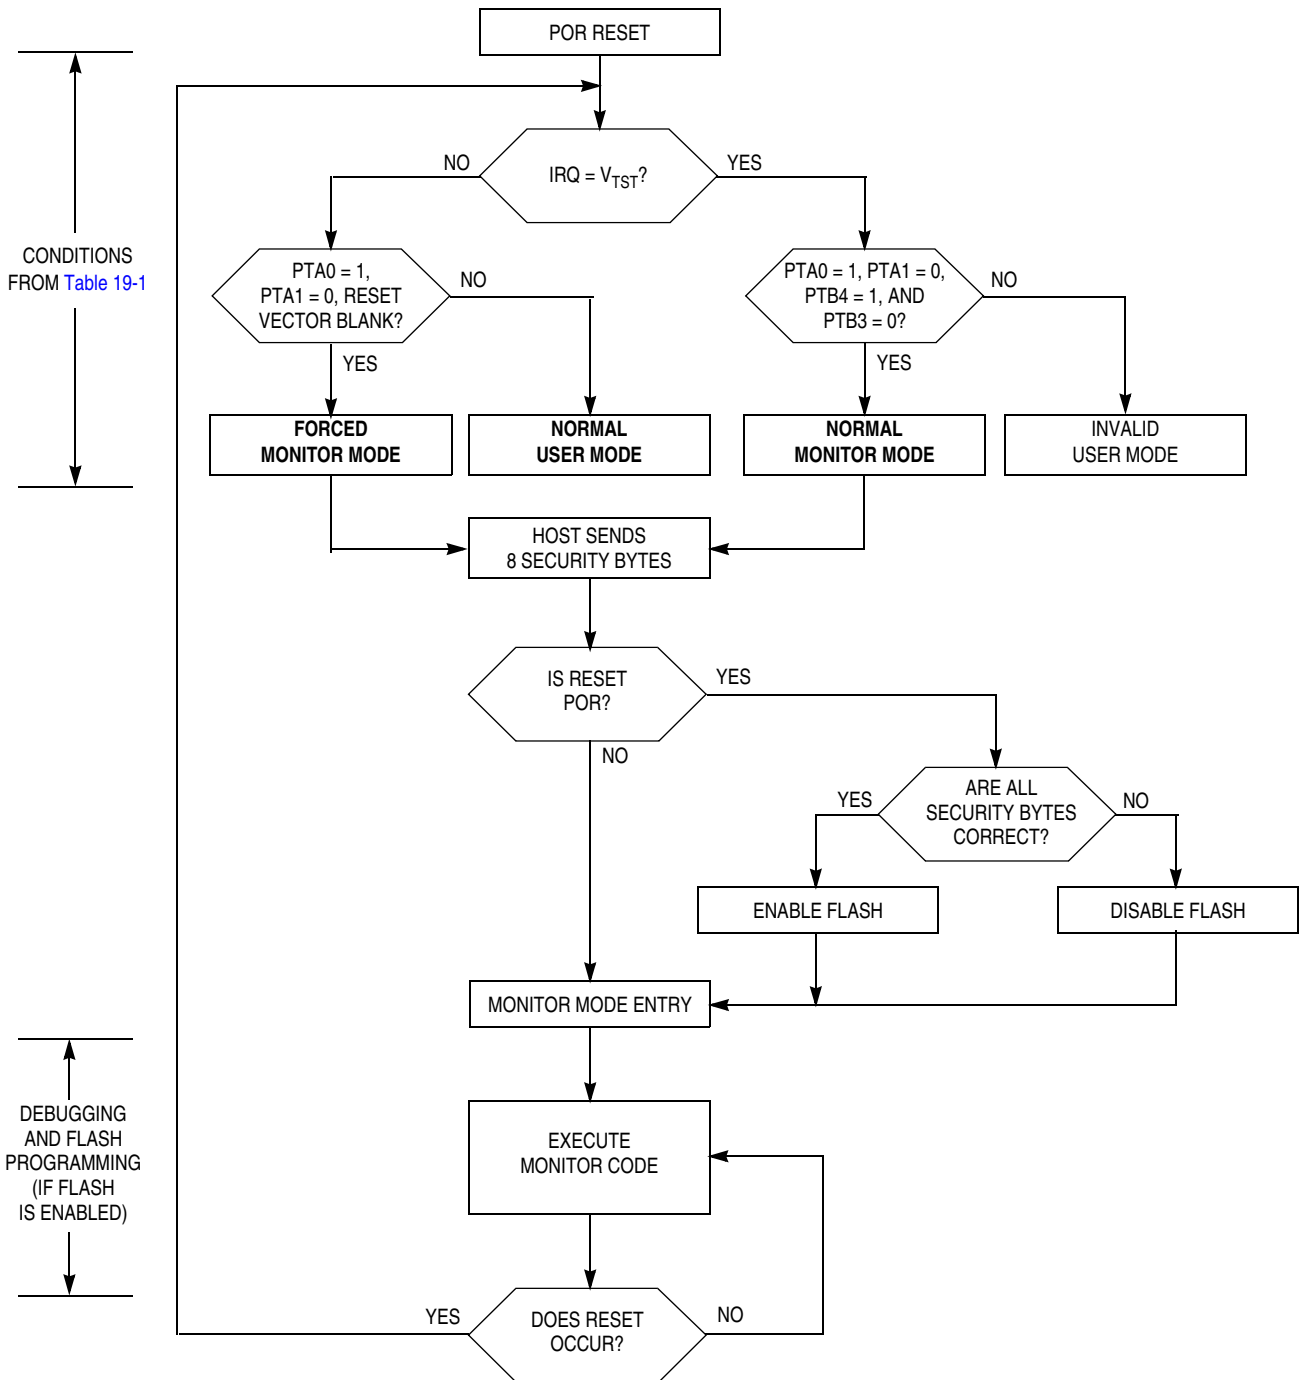 POR RESET
NO
IRQ = VTST?
YES
CONDITIONS
FROM Table 19-1
PTA0 = 1,
PTA1 = 0, RESET
VECTOR BLANK?
NO
YES
PTA0 = 1, PTA1 = 0,
PTB4 = 1, AND
PTB3 = 0?
NO
YES
FORCED
MONITOR MODE
NORMAL
USER MODE
NORMAL
MONITOR MODE
INVALID
USER MODE
HOST SENDS
8 SECURITY BYTES
IS RESET
POR?
YES
NO
ARE ALL
SECURITY BYTES
CORRECT?
YES
NO
ENABLE FLASH
DISABLE FLASH
MONITOR MODE ENTRY
DEBUGGING
AND FLASH
PROGRAMMING
(IF FLASH
IS ENABLED)
EXECUTE
MONITOR CODE
YES
DOES RESET
OCCUR?
NO